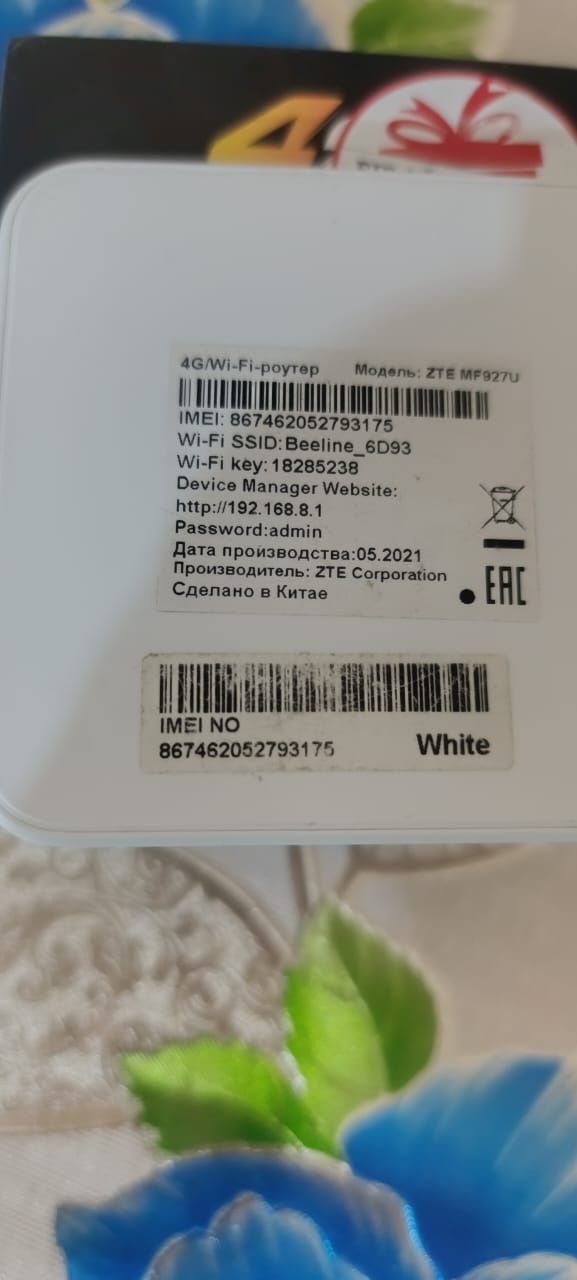 4G/Wi-Fi-роутер Модель: ZTE MF927U
IMEI: 867462052793175
Wi-Fi SSID:Beeline_6D93
Wi-Fi key:18285238
Device Manager Website:
http://192.168.8.1
Password:admin
Дата производства:05.2021
Производитель: ZTE Corporation
Сделано в Китае
EAC
IMEI NO
867462052793175 White